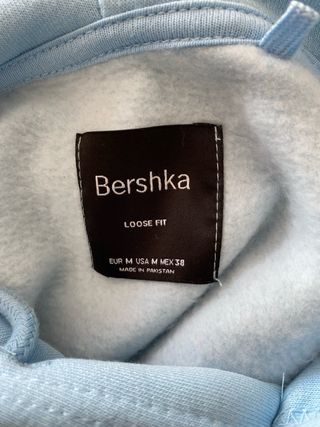 Bershka
LOOSE FIT
EUR M USA M MEX 38
MADE IN PAKISTAN